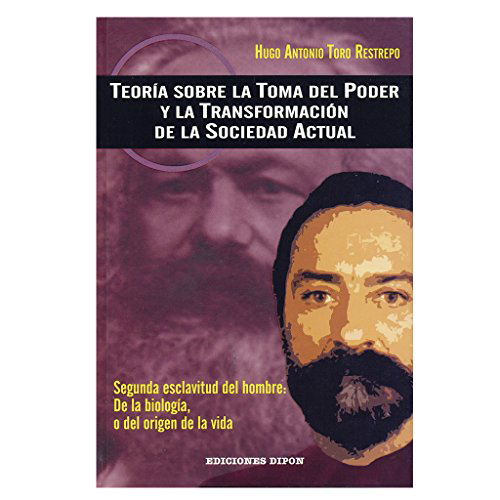 Hugo Antonio Toro Restrepo
Teoría sobre la Toma del Poder
y la Transformación
de la Sociedad Actual
Segunda esclavitud del hombre:
De la biología,
o del origen de la vida
EDICIONES DIPON